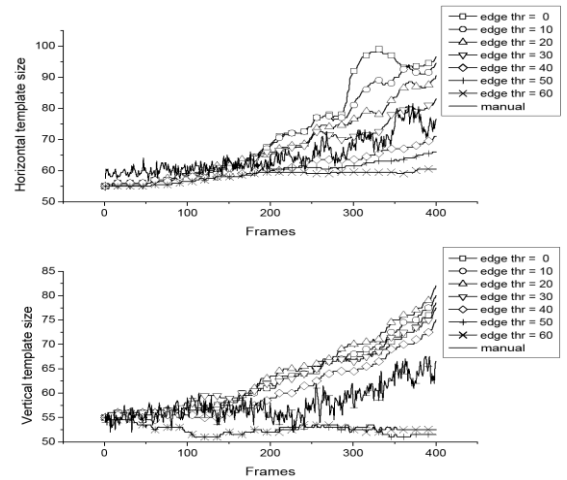 Horizontal template size
100
90
80
70
60
50
0 100 200 300 400
Frames
edge thr = 0
edge thr = 10
edge thr = 20
edge thr = 30
edge thr = 40
edge thr = 50
edge thr = 60
manual
Vertical template size
85
80
75
70
65
60
55
50
0 100 200 300 400
Frames
edge thr = 0
edge thr = 10
edge thr = 20
edge thr = 30
edge thr = 40
edge thr = 50
edge thr = 60
manual